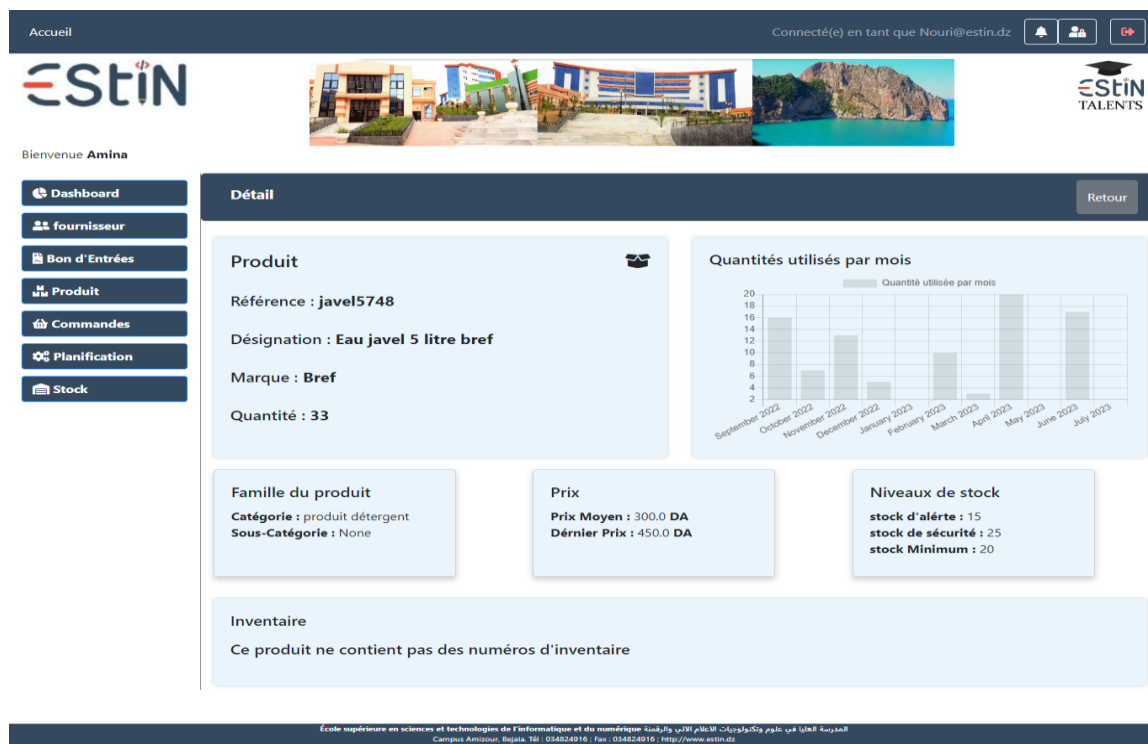 Accueil
Connecté(e) en tant que Nouri@estin.dz
EStiN
EStiN
TALENTS
Bienvenue Amina
Dashboard
fournisseur
Bon d'Entrées
Produit
Commandes
Planification
Stock
Détail
Retour
Produit
Référence : javel5748
Désignation : Eau javel 5 litre bref
Marque : Bref
Quantité : 33
Quantités utilisés par mois
Quantité utilisée par mois
20
18
16
14
12
10
8
6
4
2
September 2022
October 2022
November 2022
December 2022
January 2023
February 2023
March 2023
April 2023
May 2023
June 2023
July 2023
Famille du produit
Catégorie : produit détergent
Sous-Catégorie : None
Prix
Prix Moyen : 300.0 DA
Dérnier Prix : 450.0 DA
Niveaux de stock
stock d'alérte : 15
stock de sécurité : 25
stock Minimum : 20
Inventaire
Ce produit ne contient pas des numéros d'inventaire
École supérieure en sciences et technologies de l'informatique et du numérique المدرسة العليا في علوم وتكنولوجيات الاعلام الالي والرقمنة
Campus Amizour, Bejaia. Tél : 034824916 ; Fax : 034824916 ; http://www.estin.dz